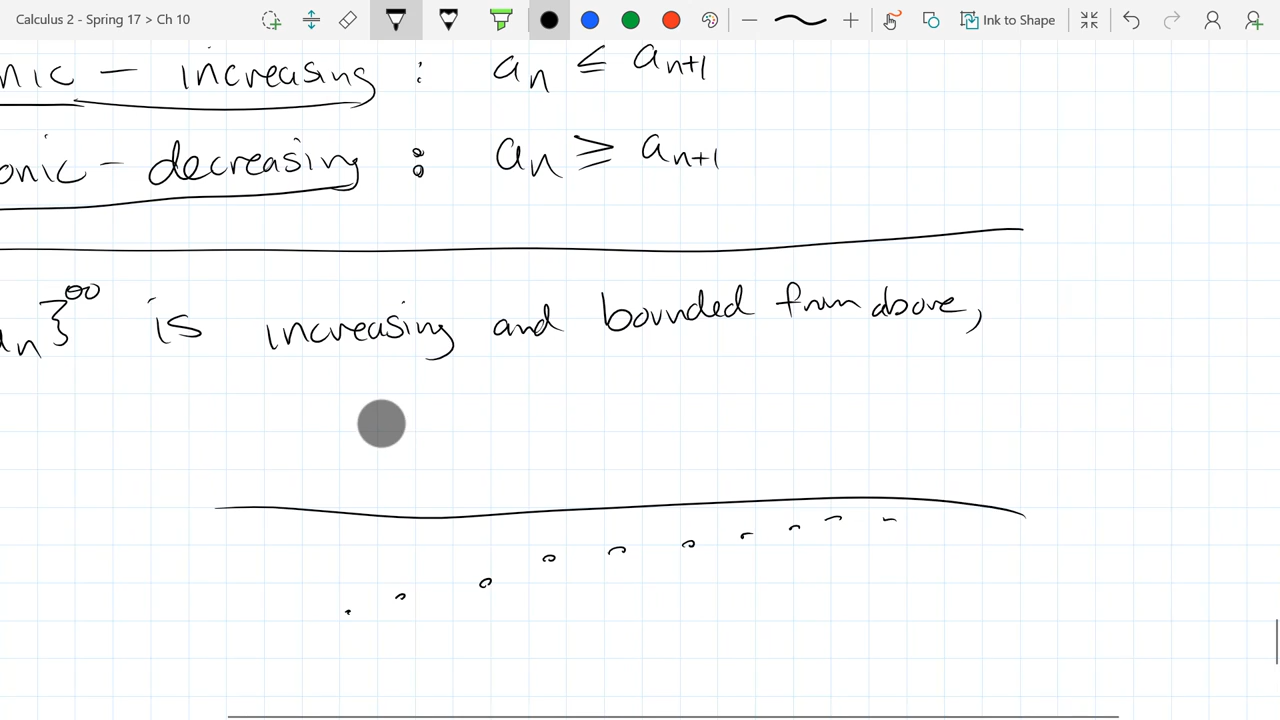 Calculus 2 - Spring 17 > Ch 10
Ink to Shape
nic - increasing : an ≤ an+1
onic - decreasing : an ≥ an+1
an }∞ is increasing and bounded from above,